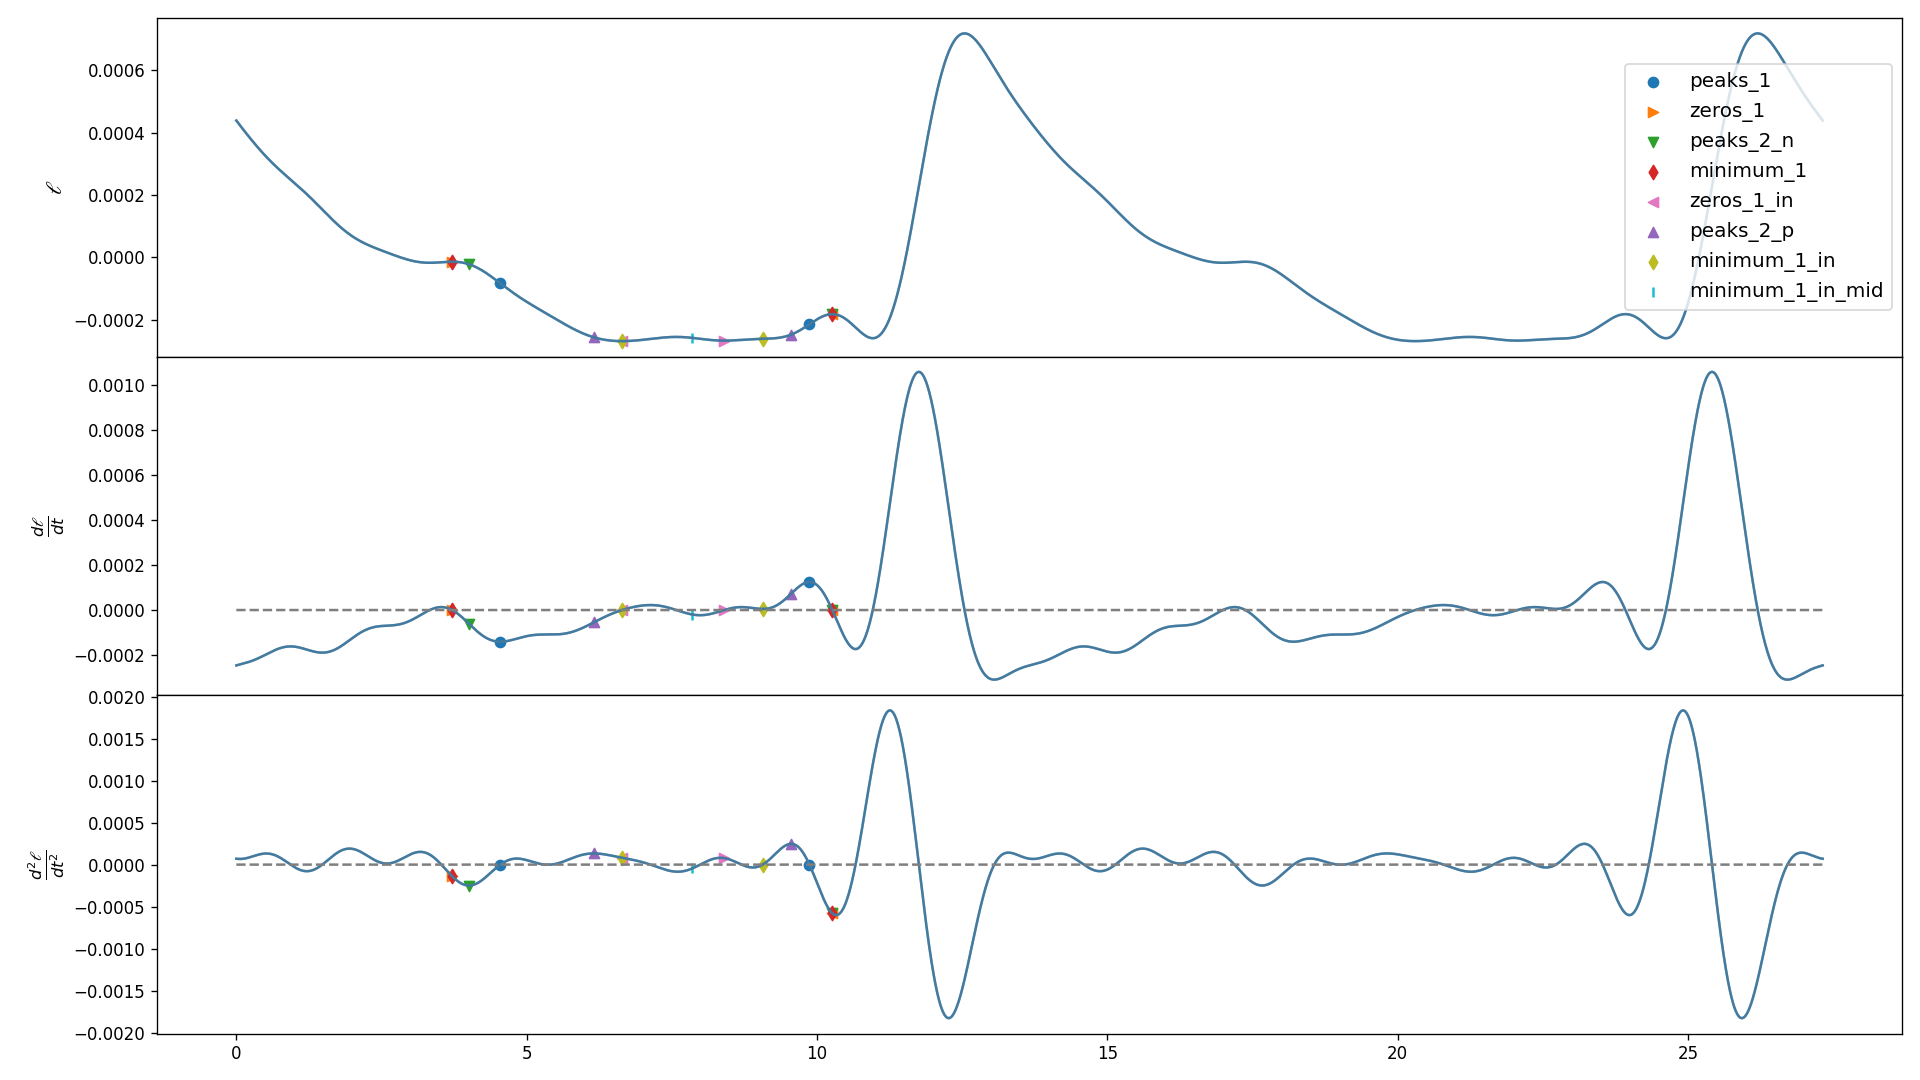 0.0006
0.0004
0.0002
0.0000
−0.0002
ℓ
peaks_1
zeros_1
peaks_2_n
minimum_1
zeros_1_in
peaks_2_p
minimum_1_in
minimum_1_in_mid
0.0010
0.0008
0.0006
0.0004
0.0002
0.0000
−0.0002
dℓ
dt
0.0020
0.0015
0.0010
0.0005
0.0000
−0.0005
−0.0010
−0.0015
−0.0020
d²ℓ
dt²
0 5 10 15 20 25